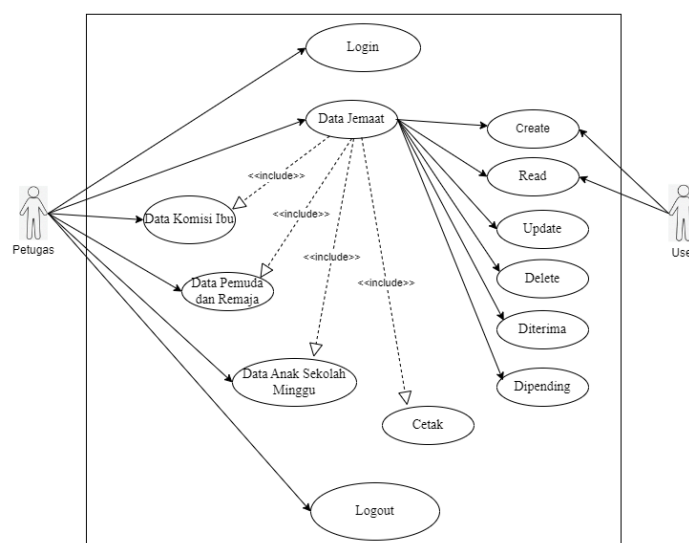 Login
Data Jemaat
Create
<<include>>
Read
Data Komisi Ibu
<<include>>
Petugas
Update
Use
<<include>>
Data Pemuda
dan Remaja
<<include>>
Delete
Diterima
Data Anak Sekolah
Minggu
Dipending
Cetak
Logout